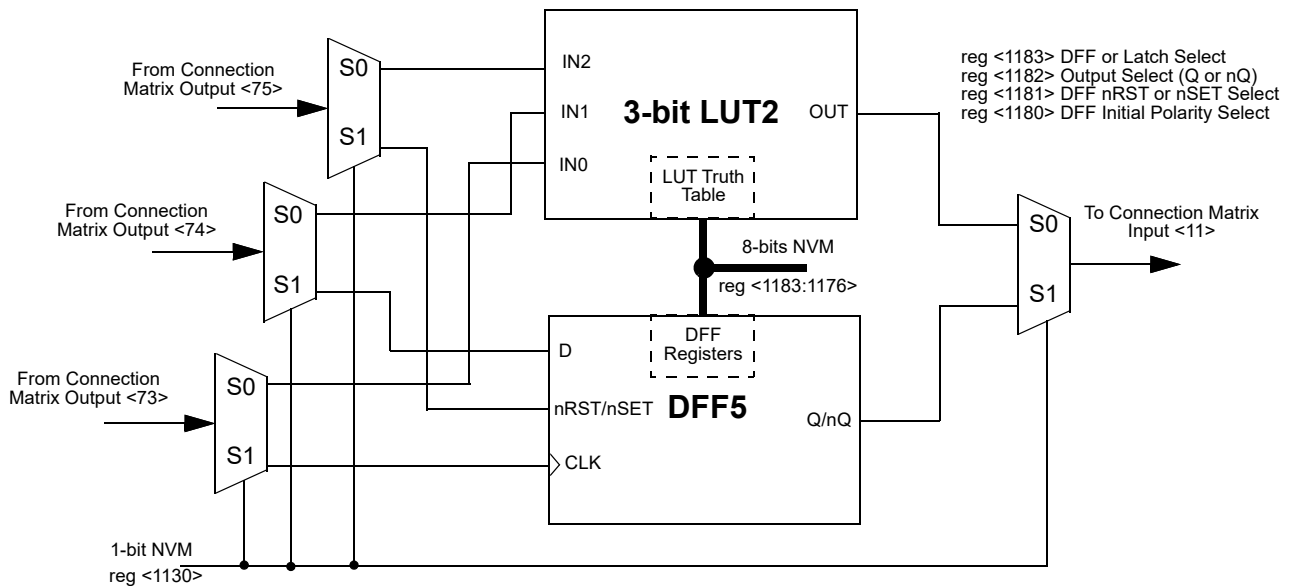 From Connection
Matrix Output <75>
S0
S1
IN2
IN1
IN0
3-bit LUT2
OUT
LUT Truth
Table
reg <1183> DFF or Latch Select
reg <1182> Output Select (Q or nQ)
reg <1181> DFF nRST or nSET Select
reg <1180> DFF Initial Polarity Select
From Connection
Matrix Output <74>
S0
S1
8-bits NVM
reg <1183:1176>
S0
S1
To Connection Matrix
Input <11>
From Connection
Matrix Output <73>
S0
S1
DFF
Registers
D
nRST/nSET
CLK
DFF5
Q/nQ
1-bit NVM
reg <1130>